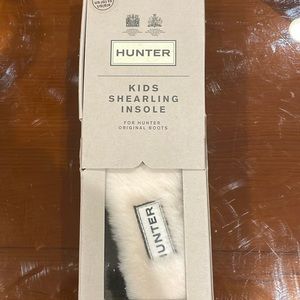 HUNTER
KIDS
SHEARLING
INSOLE
FOR HUNTER
ORIGINAL BOOTS
HUNTER